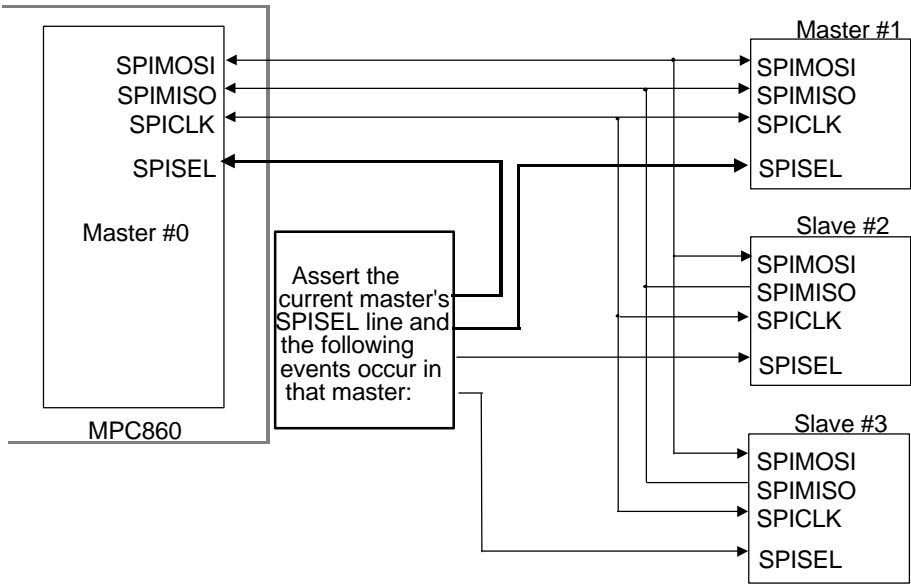 Master #1
SPIMOSI
SPIMISO
SPICLK
SPISEL
Master #0
MPC860
Assert the
current master's
SPISEL line and
the following
events occur in
that master:
SPIMOSI
SPIMISO
SPICLK
SPISEL
Slave #2
SPIMOSI
SPIMISO
SPICLK
SPISEL
Slave #3
SPIMOSI
SPIMISO
SPICLK
SPISEL